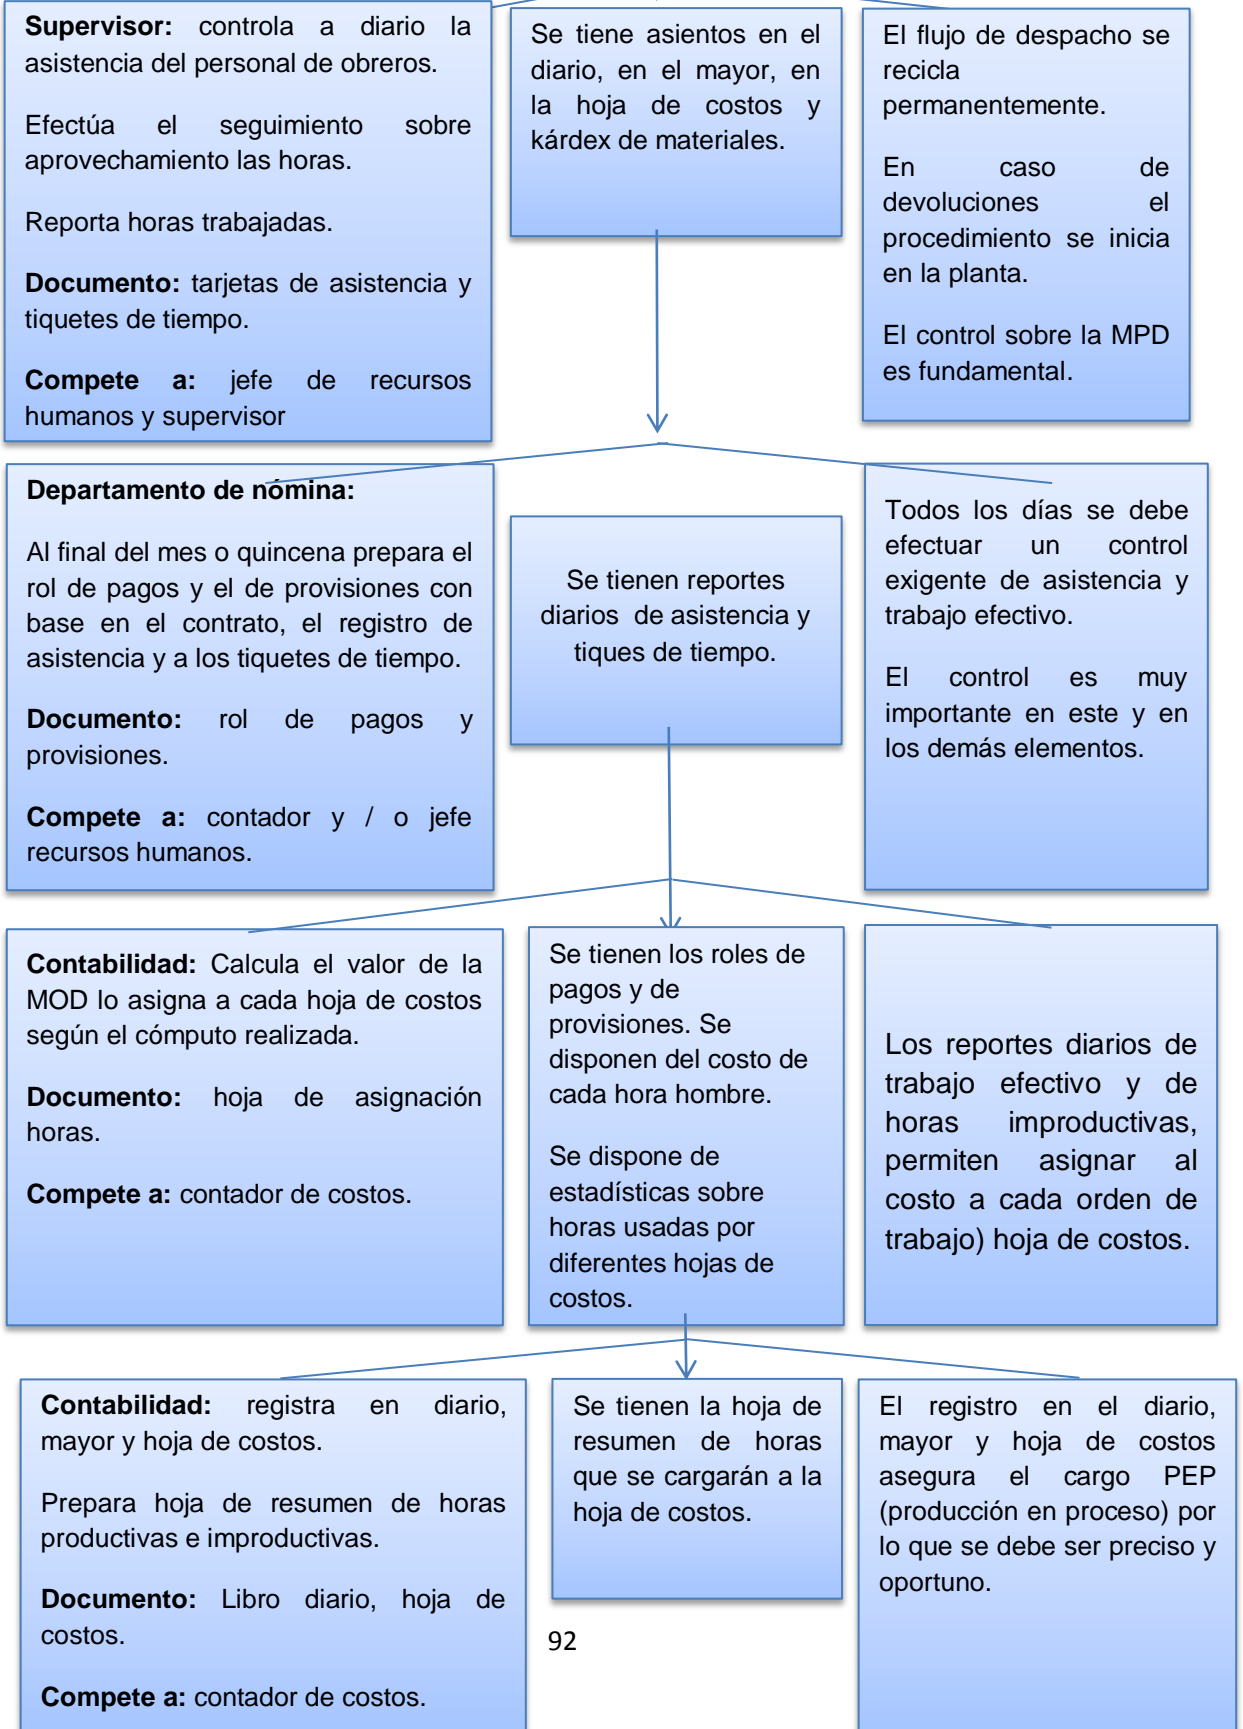 Supervisor: controla a diario la
asistencia del personal de obreros.
Efectúa el seguimiento sobre
aprovechamiento las horas.
Reporta horas trabajadas.
Documento: tarjetas de asistencia y
tiquetes de tiempo.
Compete a: jefe de recursos
humanos y supervisor
Se tiene asientos en el
diario, en el mayor, en
la hoja de costos y
kárdex de materiales.
El flujo de despacho se
recicla
permanentemente.
En caso de
devoluciones el
procedimiento se inicia
en la planta.
El control sobre la MPD
es fundamental.
Departamento de nómina:
Al final del mes o quincena prepara el
rol de pagos y el de provisiones con
base en el contrato, el registro de
asistencia y a los tiquetes de tiempo.
Documento: rol de pagos y
provisiones.
Compete a: contador y / o jefe
recursos humanos.
Se tienen reportes
diarios de asistencia y
tiques de tiempo.
Todos los días se debe
efectuar un control
exigente de asistencia y
trabajo efectivo.
El control es muy
importante en este y en
los demás elementos.
Contabilidad: Calcula el valor de la
MOD lo asigna a cada hoja de costos
según el cómputo realizada.
Documento: hoja de asignación
horas.
Compete a: contador de costos.
Se tienen los roles de
pagos y de
provisiones. Se
disponen del costo de
cada hora hombre.
Se dispone de
estadísticas sobre
horas usadas por
diferentes hojas de
costos.
Los reportes diarios de
trabajo efectivo y de
horas improductivas,
permiten asignar al
costo a cada orden de
trabajo) hoja de costos.
Contabilidad: registra en diario,
mayor y hoja de costos.
Prepara hoja de resumen de horas
productivas e improductivas.
Documento: Libro diario, hoja de
costos.
Compete a: contador de costos.
Se tienen la hoja de
resumen de horas
que se cargarán a la
hoja de costos.
El registro en el diario,
mayor y hoja de costos
asegura el cargo PEP
(producción en proceso) por
lo que se debe ser preciso y
oportuno.
92